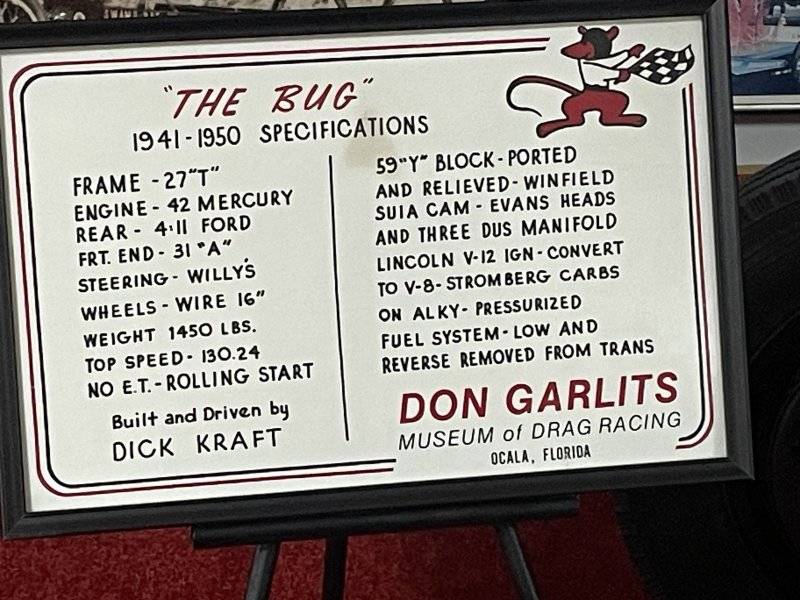 "THE BUG"
1941-1950 SPECIFICATIONS
FRAME - 27"T"
ENGINE - 42 MERCURY
REAR - 4:11 FORD
FRT. END - 31 "A"
STEERING - WILLY'S
WHEELS - WIRE 16"
WEIGHT 1450 LBS.
TOP SPEED - 130.24
NO E.T. - ROLLING START
Built and Driven by
DICK KRAFT
59"Y" BLOCK - PORTED
AND RELIEVED - WINFIELD
SU1A CAM - EVANS HEADS
AND THREE DUS MANIFOLD
LINCOLN V-12 IGN - CONVERT
TO V-8 - STROMBERG CARBS
ON ALKY - PRESSURIZED
FUEL SYSTEM - LOW AND
REVERSE REMOVED FROM TRANS
DON GARLITS
MUSEUM of DRAG RACING
OCALA, FLORIDA